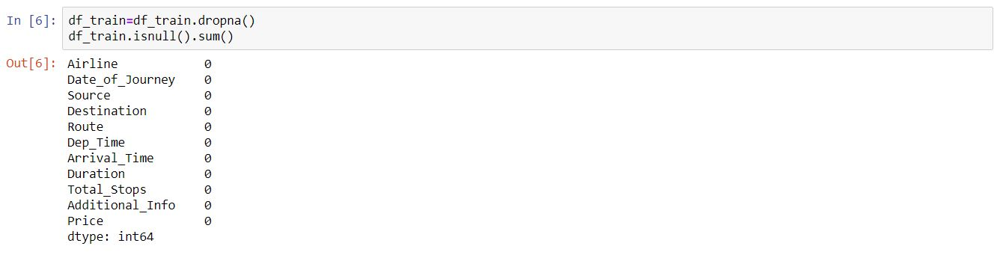 In [6]: df_train=df_train.dropna()
df_train.isnull().sum()
Out[6]: Airline 0
Date_of_Journey 0
Source 0
Destination 0
Route 0
Dep_Time 0
Arrival_Time 0
Duration 0
Total_Stops 0
Additional_Info 0
Price 0
dtype: int64